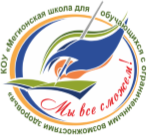 КОУ «Мегионская школа для обучающихся с ограниченными возможностями здоровья»
Мы все сможем!